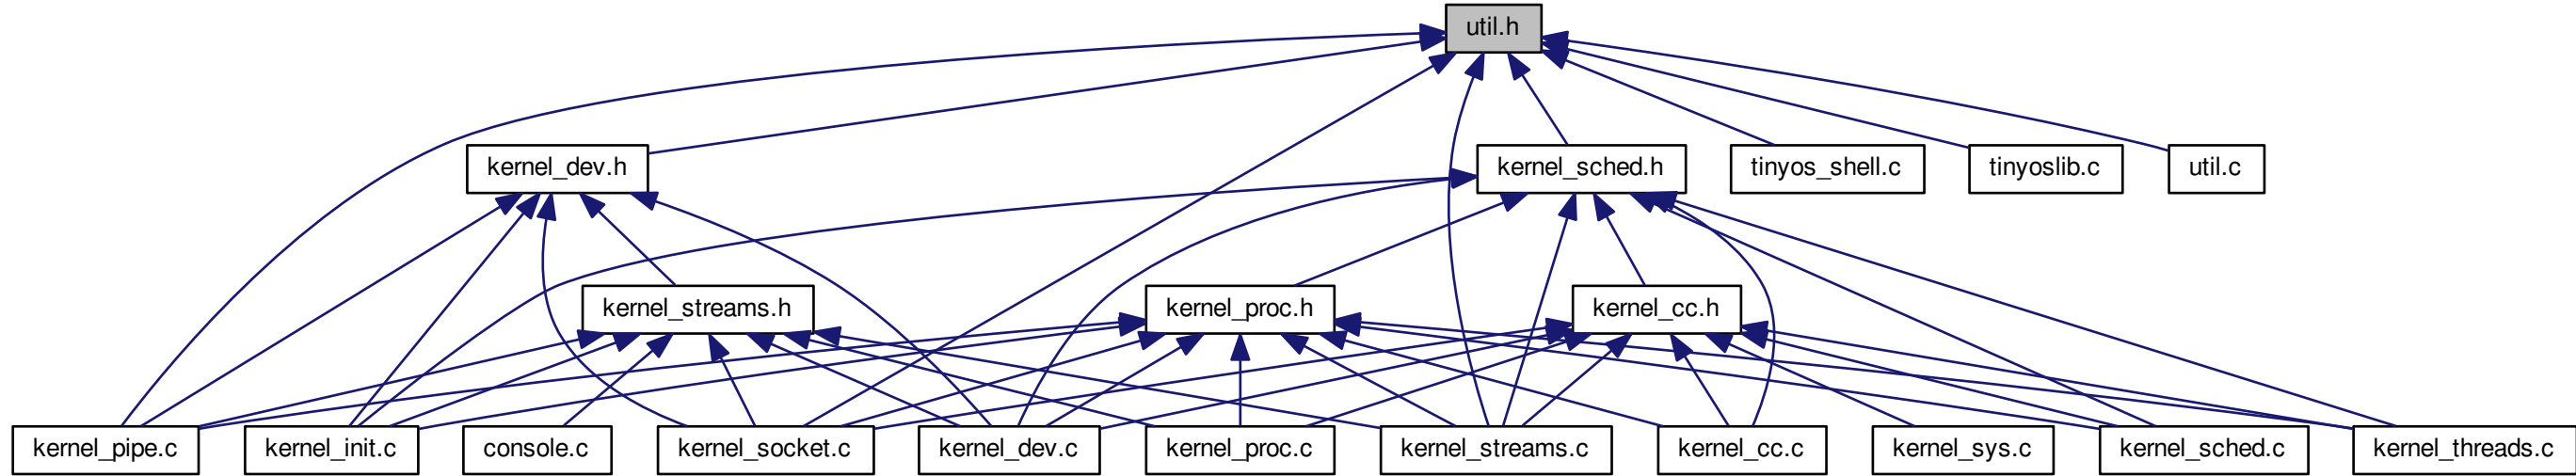 util.h
kernel_dev.h
kernel_sched.h
tinyos_shell.c
tinyoslib.c
util.c
kernel_streams.h
kernel_proc.h
kernel_cc.h
kernel_pipe.c
kernel_init.c
console.c
kernel_socket.c
kernel_dev.c
kernel_proc.c
kernel_streams.c
kernel_cc.c
kernel_sys.c
kernel_sched.c
kernel_threads.c